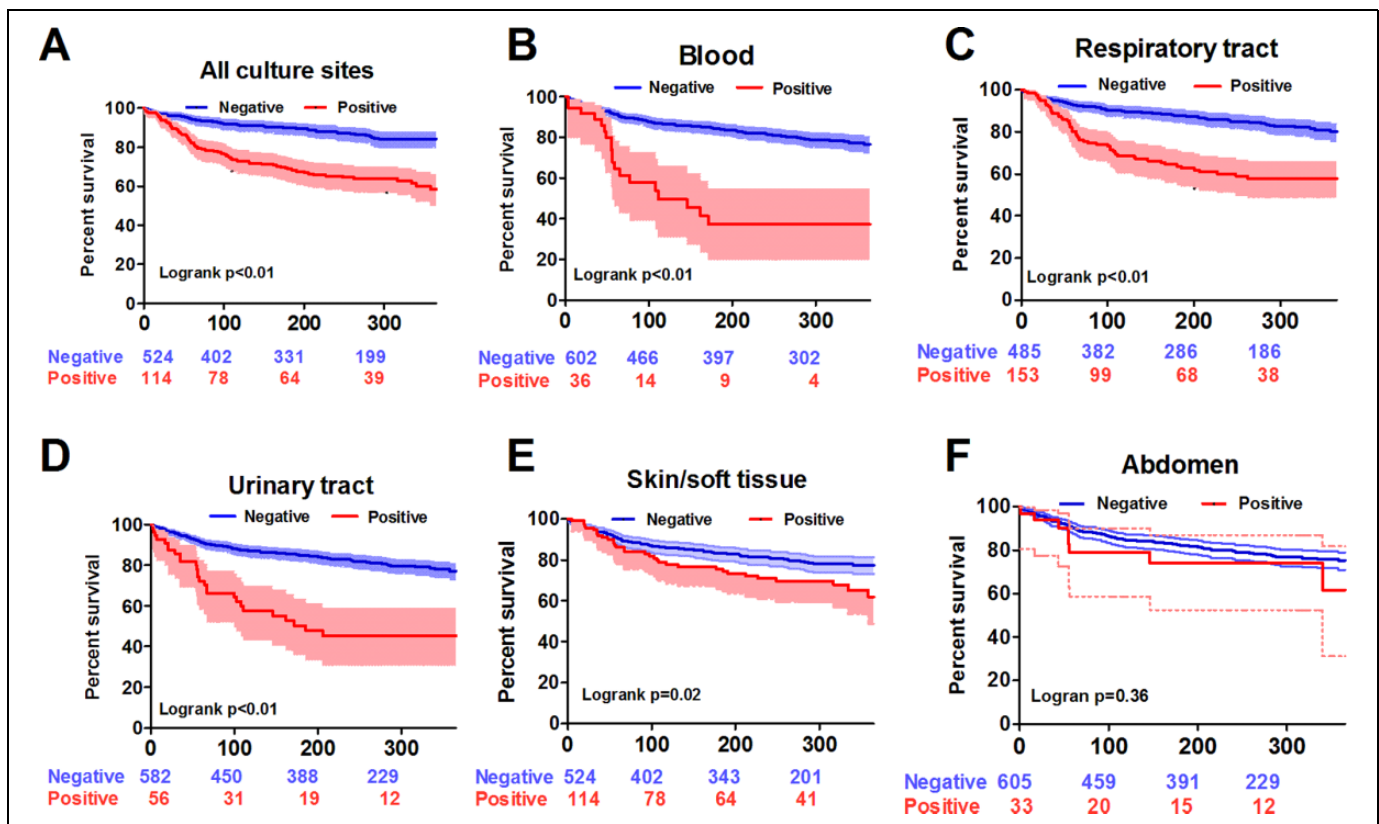 A
All culture sites
Negative Positive
Percent survival
100
80
60
40
20
0
Logrank p<0.01
0 100 200 300
Negative 524 402 331 199
Positive 114 78 64 39
B
Blood
Negative Positive
Percent survival
100
80
60
40
20
0
Logrank p<0.01
0 100 200 300
Negative 602 466 397 302
Positive 36 14 9 4
C
Respiratory tract
Negative Positive
Percent survival
100
80
60
40
20
0
Logrank p<0.01
0 100 200 300
Negative 485 382 286 186
Positive 153 99 68 38
D
Urinary tract
Negative Positive
Percent survival
100
80
60
40
20
0
Logrank p<0.01
0 100 200 300
Negative 582 450 388 229
Positive 56 31 19 12
E
Skin/soft tissue
Negative Positive
Percent survival
100
80
60
40
20
0
Logrank p=0.02
0 100 200 300
Negative 524 402 343 201
Positive 114 78 64 41
F
Abdomen
Negative Positive
Percent survival
100
80
60
40
20
0
Logran p=0.36
0 100 200 300
Negative 605 459 391 229
Positive 33 20 15 12